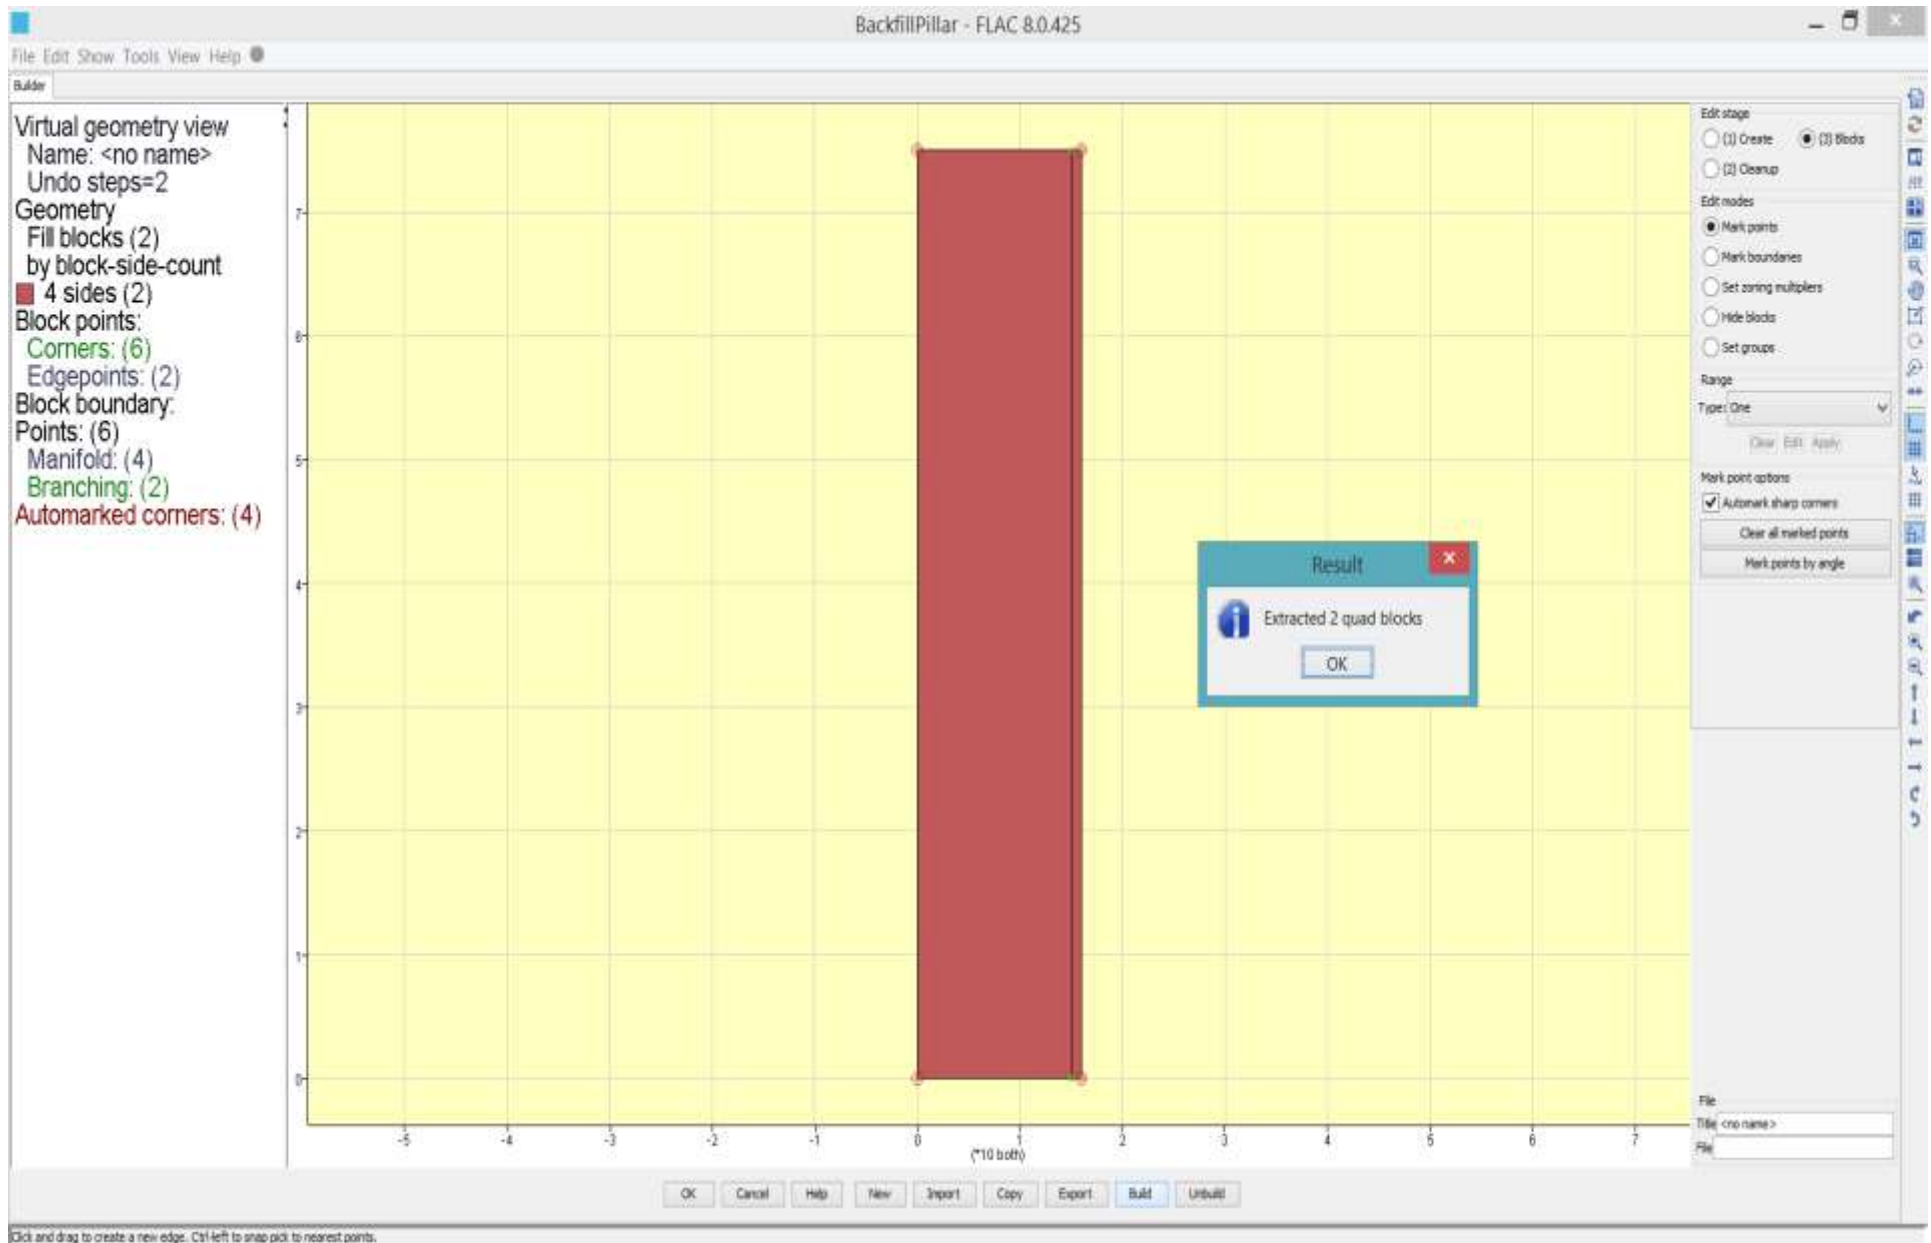 BackfillPillar - FLAC 8.0.425
File Edit Show Tools View Help
Builder
Virtual geometry view
Name: <no name>
Undo steps=2
Geometry
Fill blocks (2)
by block-side-count
4 sides (2)
Block points:
Corners: (6)
Edgepoints: (2)
Block boundary:
Points: (6)
Manifold: (4)
Branching: (2)
Automarked corners: (4)
7
6
5
4
3
2
1
0
-5 -4 -3 -2 -1 0 1 2 3 4 5 6 7
(*10 both)
Result
Extracted 2 quad blocks
OK
Edit stage
(1) Create (3) Blocks
(2) Cleanup
Edit modes
Mark points
Mark boundaries
Set zoning multipliers
Hide blocks
Set groups
Range
Type: One
Clear Edit Apply
Mark point options
Automark sharp corners
Clear all marked points
Mark points by angle
File
Title <no name>
File
OK Cancel Help New Import Copy Export Build Unbuild
Click and drag to create a new edge. Ctrl-left to snap pick to nearest points.